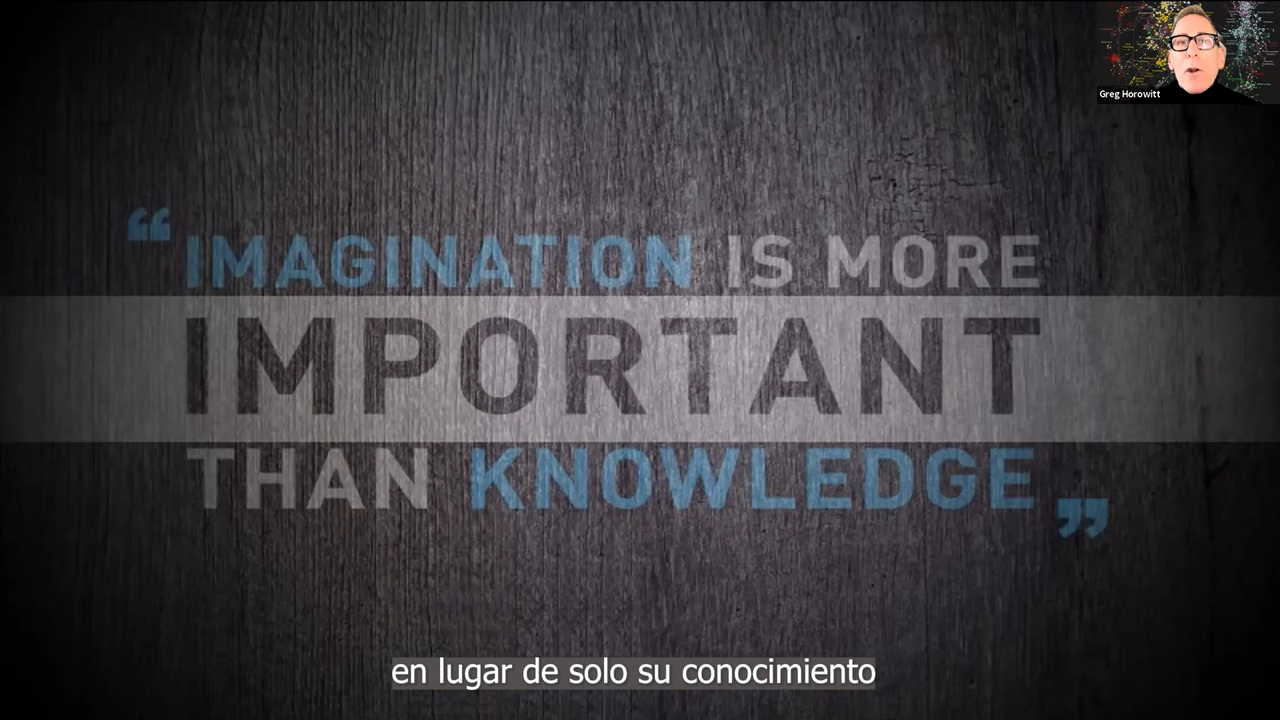 Greg Horowitt
“IMAGINATION IS MORE
IMPORTANT
THAN KNOWLEDGE”
en lugar de solo su conocimiento